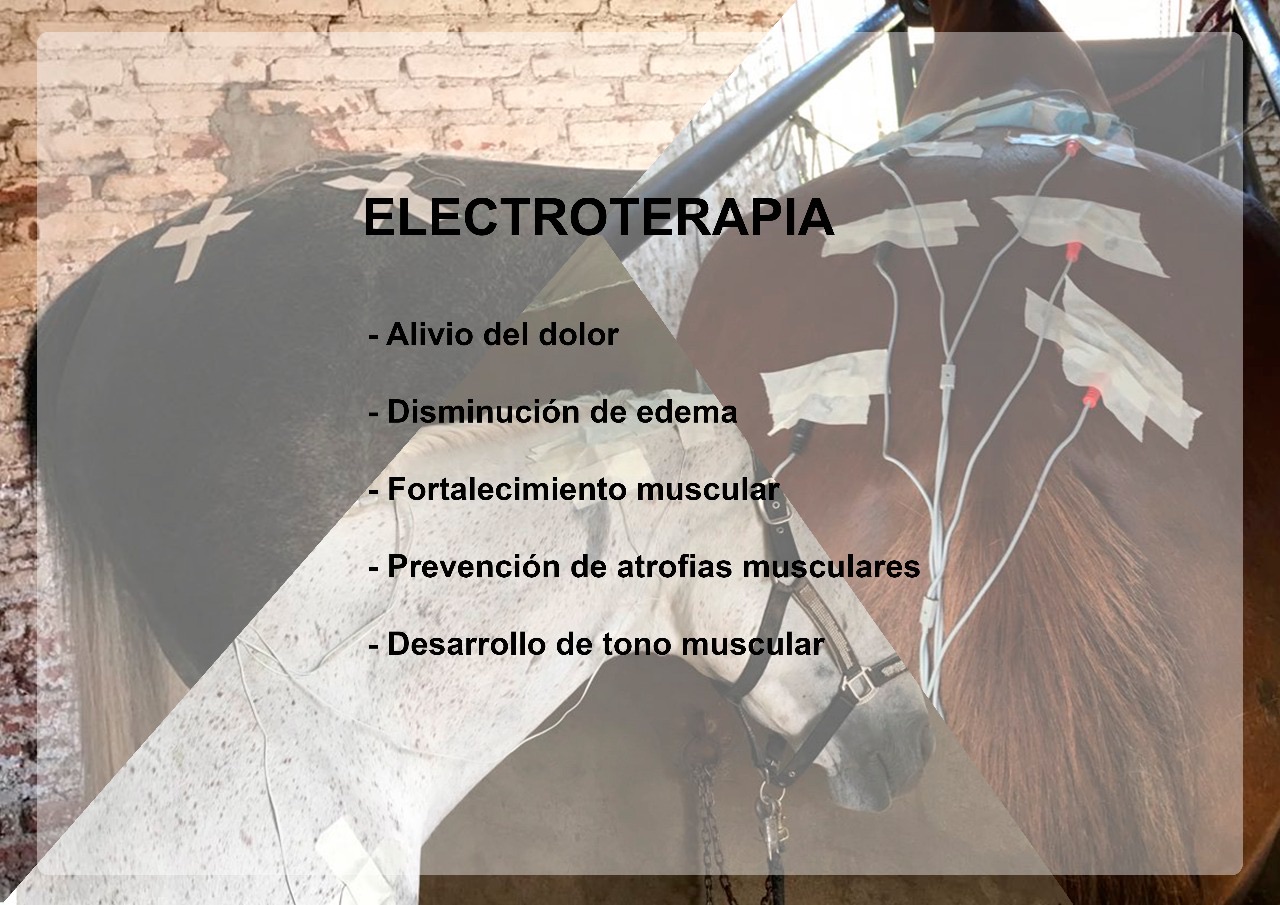 ELECTROTERAPIA
- Alivio del dolor
- Disminución de edema
- Fortalecimiento muscular
- Prevención de atrofias musculares
- Desarrollo de tono muscular